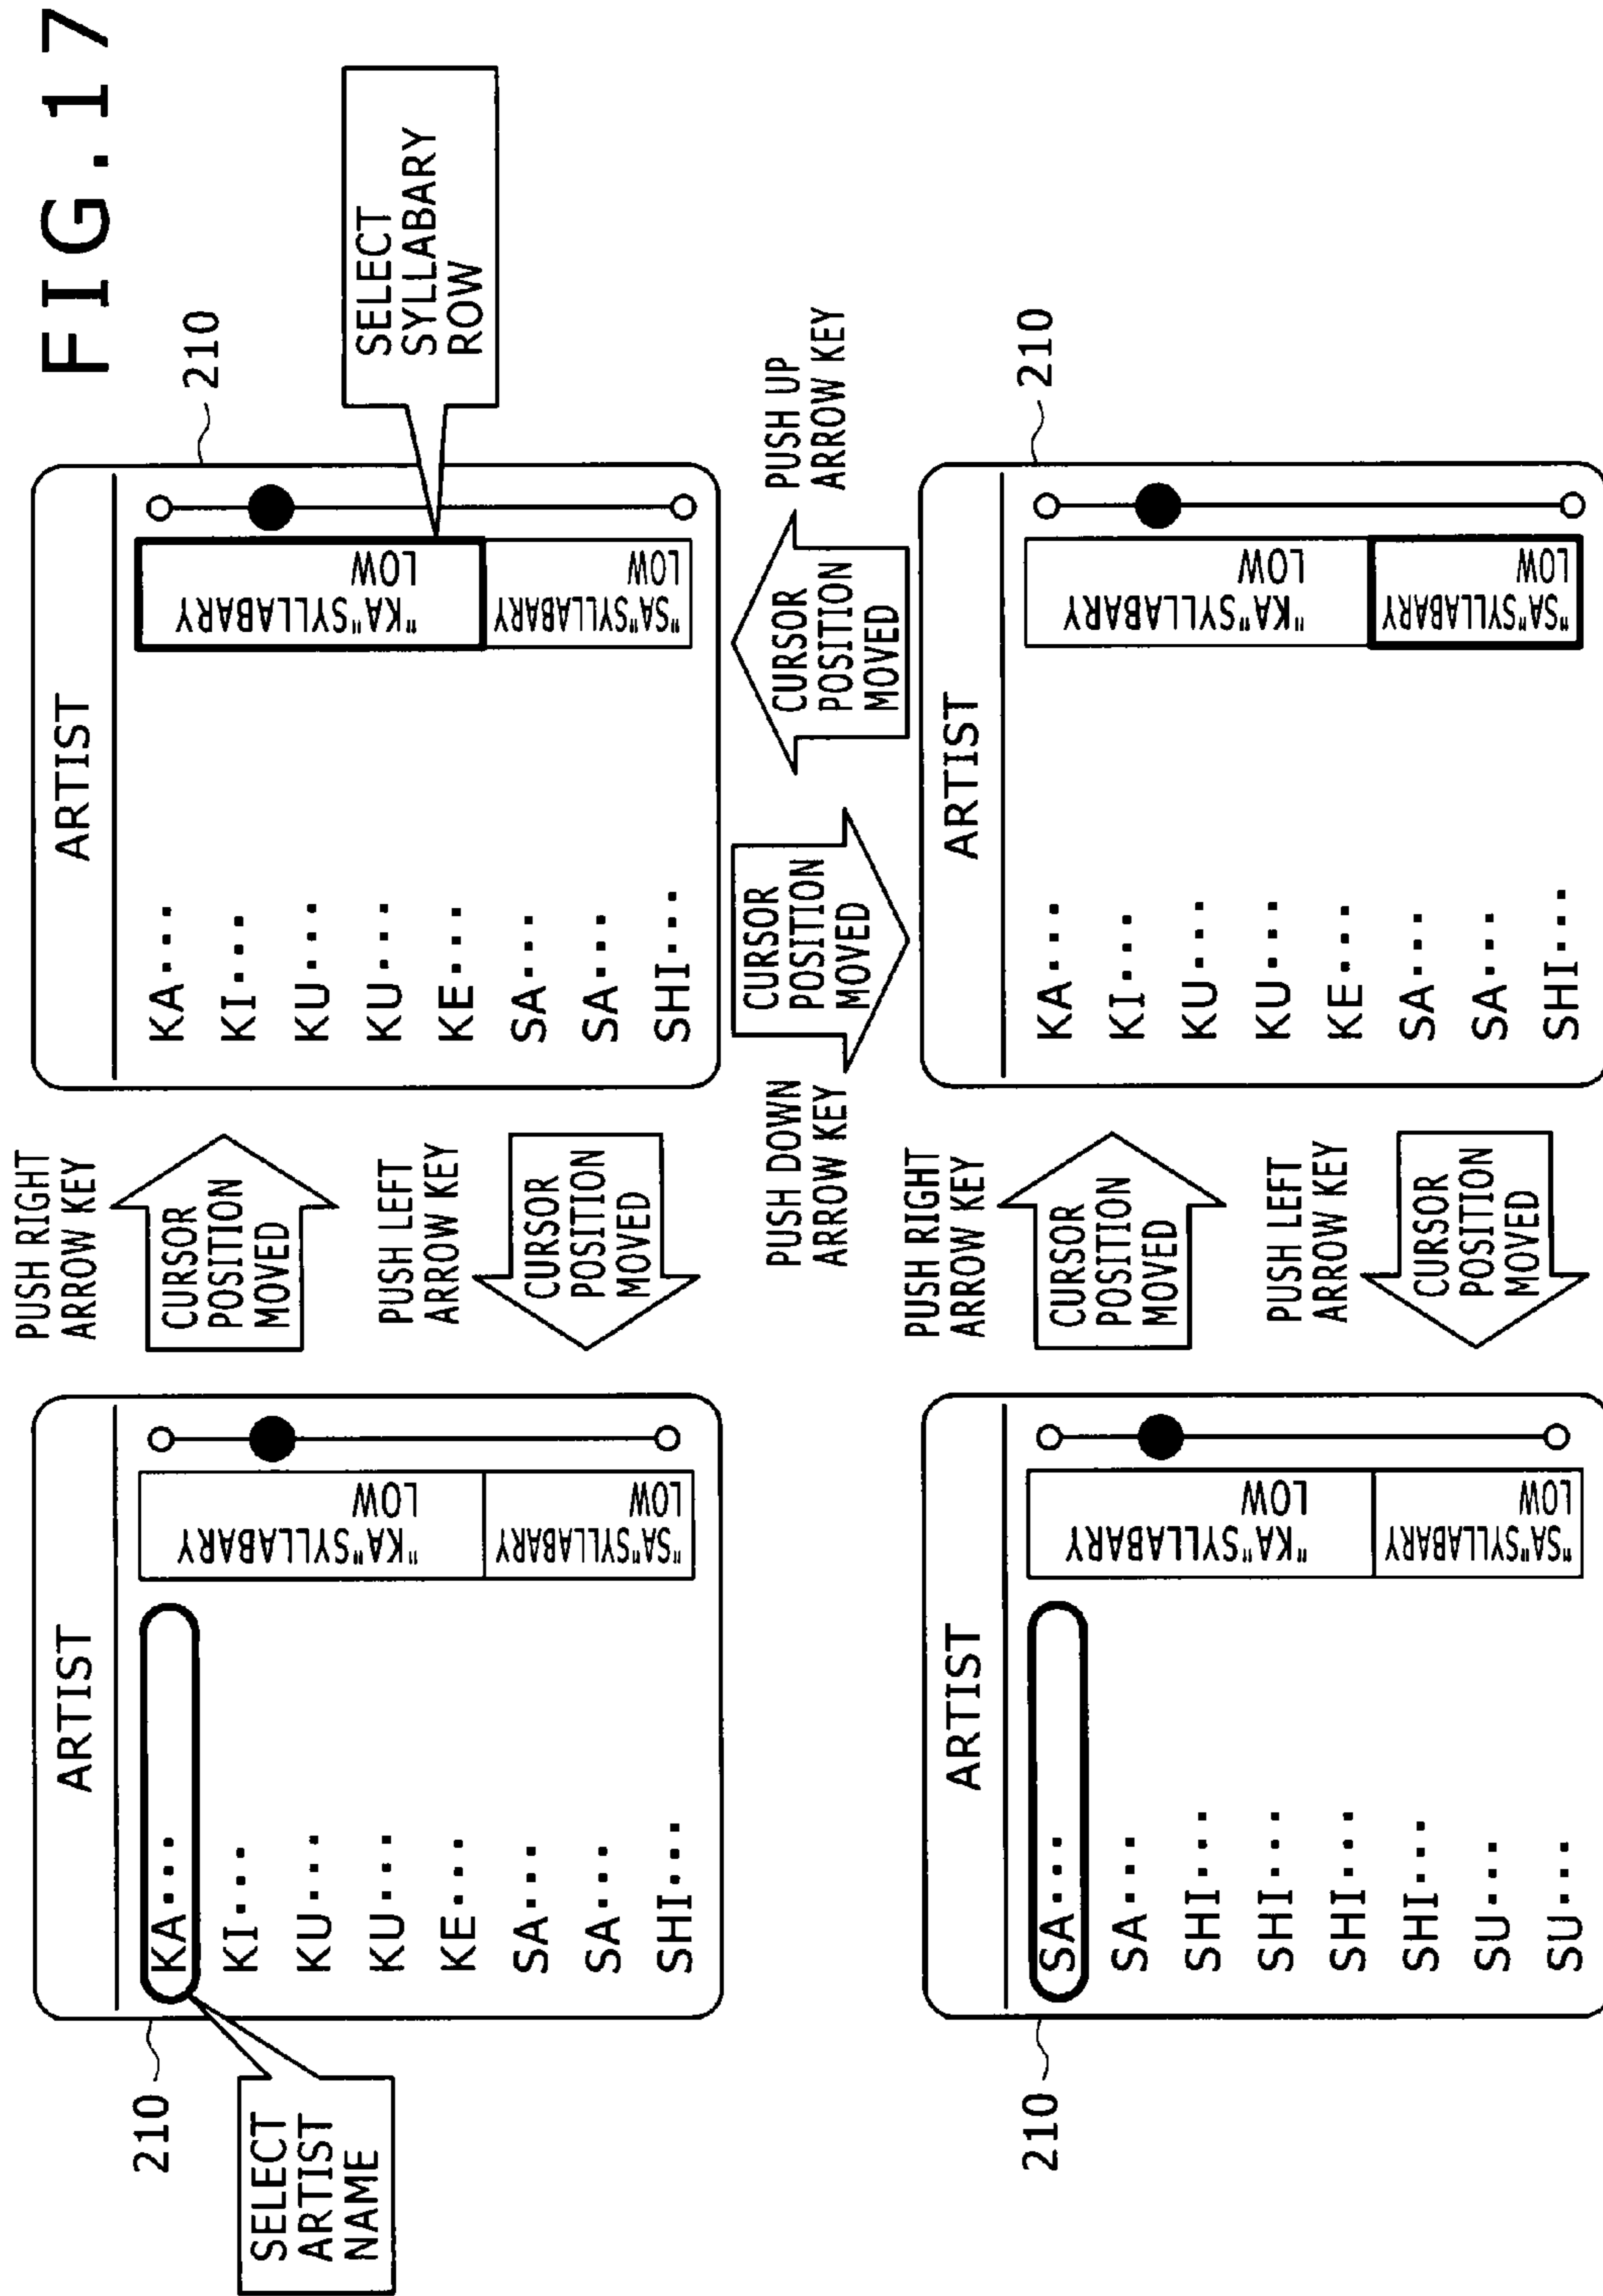 FIG.17
210
SELECT
ARTIST
NAME
ARTIST
KA...
KI...
KU...
KU...
KE...
SA...
SA...
SHI...
"KA"SYLLABARY
LOW
"SA"SYLLABARY
LOW
PUSH RIGHT
ARROW KEY
CURSOR
POSITION
MOVED
PUSH LEFT
ARROW KEY
CURSOR
POSITION
MOVED
210
SELECT
SYLLABARY
ROW
ARTIST
KA...
KI...
KU...
KU...
KE...
SA...
SA...
SHI...
"KA"SYLLABARY
LOW
"SA"SYLLABARY
LOW
PUSH DOWN
ARROW KEY
CURSOR
POSITION
MOVED
CURSOR
POSITION
MOVED
PUSH UP
ARROW KEY
210
ARTIST
SA...
SA...
SHI...
SHI...
SHI...
SHI...
SU...
SU...
"KA"SYLLABARY
LOW
"SA"SYLLABARY
LOW
PUSH RIGHT
ARROW KEY
CURSOR
POSITION
MOVED
PUSH LEFT
ARROW KEY
CURSOR
POSITION
MOVED
210
ARTIST
KA...
KI...
KU...
KU...
KE...
SA...
SA...
SHI...
"KA"SYLLABARY
LOW
"SA"SYLLABARY
LOW